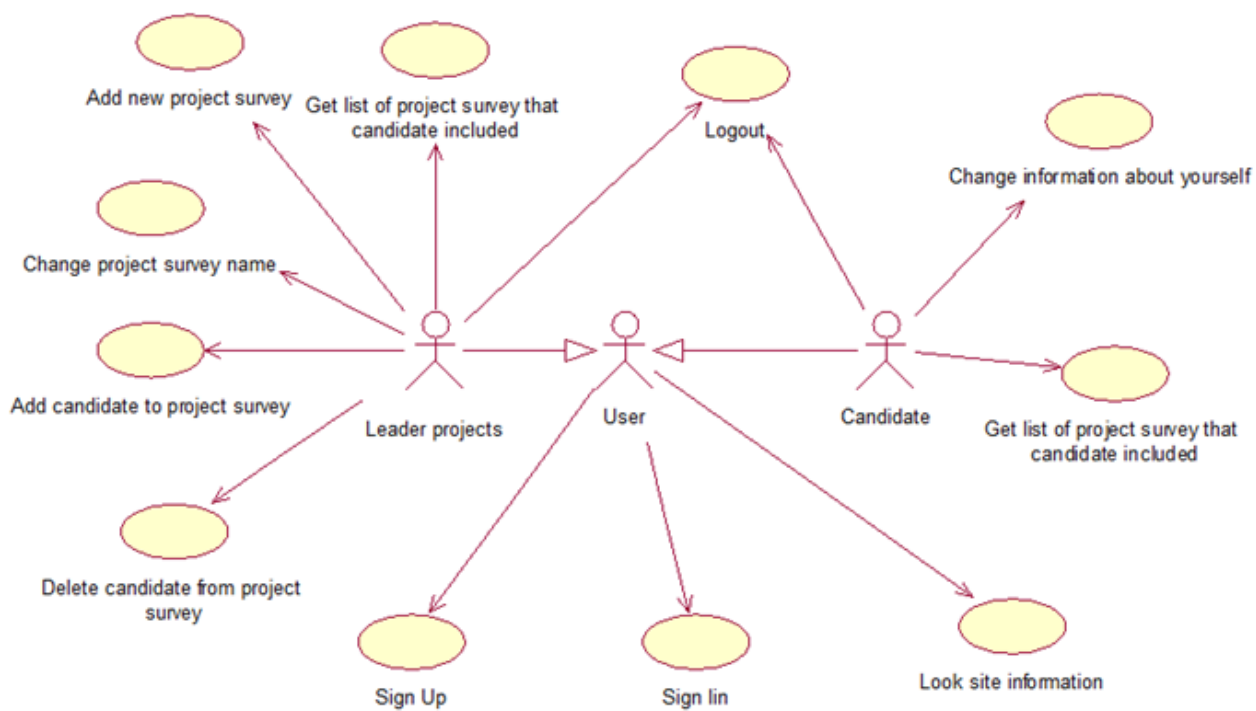 Add new project survey
Get list of project survey that
candidate included
Logout
Change information about yourself
Change project survey name
Add candidate to project survey
Leader projects
User
Candidate
Get list of project survey that
candidate included
Delete candidate from project
survey
Sign Up
Sign lin
Look site information